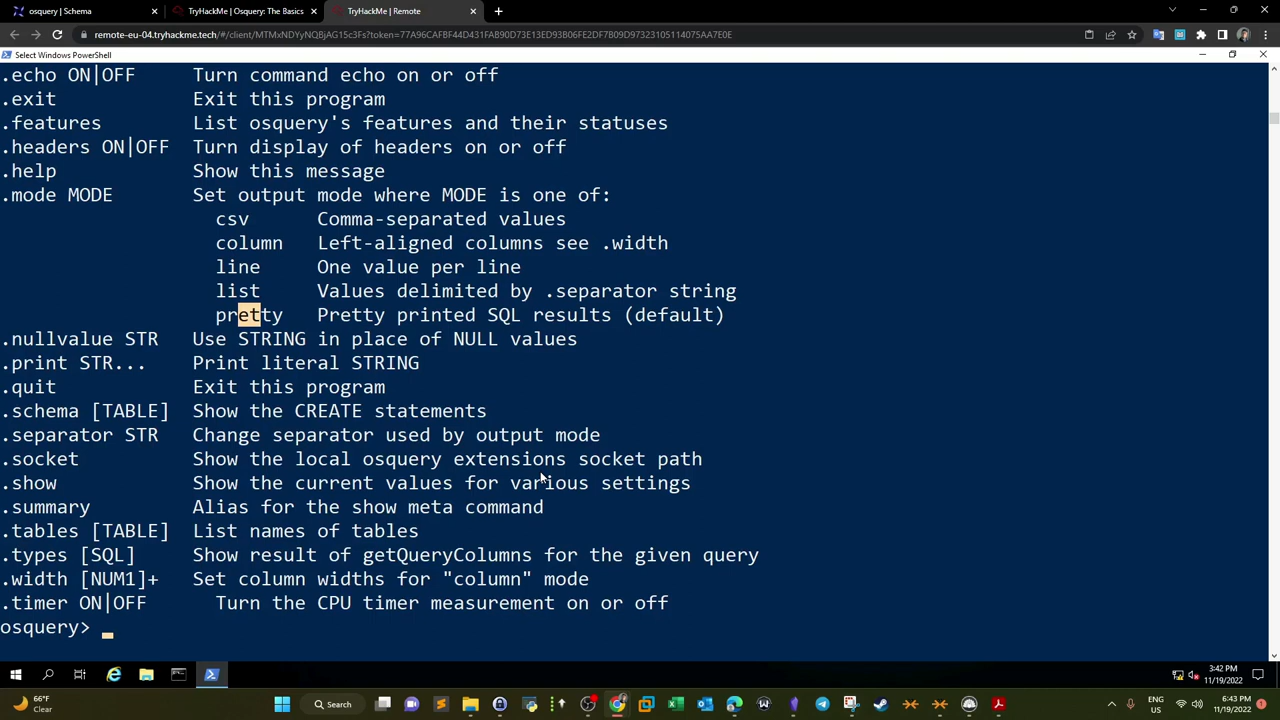 osquery | Schema
TryHackMe | Osquery: The Basics
TryHackMe | Remote
remote-eu-04.tryhackme.tech/#/client/MTMxNDYyNQBjAG15c3Fs?token=77A96CAFBF44D431FAB90D73E13ED93B06FE2DF7B09D97323105114075AA7E0E
Select Windows PowerShell
.echo ON|OFF Turn command echo on or off
.exit Exit this program
.features List osquery's features and their statuses
.headers ON|OFF Turn display of headers on or off
.help Show this message
.mode MODE Set output mode where MODE is one of:
csv Comma-separated values
column Left-aligned columns see .width
line One value per line
list Values delimited by .separator string
pretty Pretty printed SQL results (default)
.nullvalue STR Use STRING in place of NULL values
.print STR... Print literal STRING
.quit Exit this program
.schema [TABLE] Show the CREATE statements
.separator STR Change separator used by output mode
.socket Show the local osquery extensions socket path
.show Show the current values for various settings
.summary Alias for the show meta command
.tables [TABLE] List names of tables
.types [SQL] Show result of getQueryColumns for the given query
.width [NUM1]+ Set column widths for "column" mode
.timer ON|OFF Turn the CPU timer measurement on or off
osquery>
3:42 PM
11/19/2022
66°F
Clear
Search
ENG
US
6:43 PM
11/19/2022